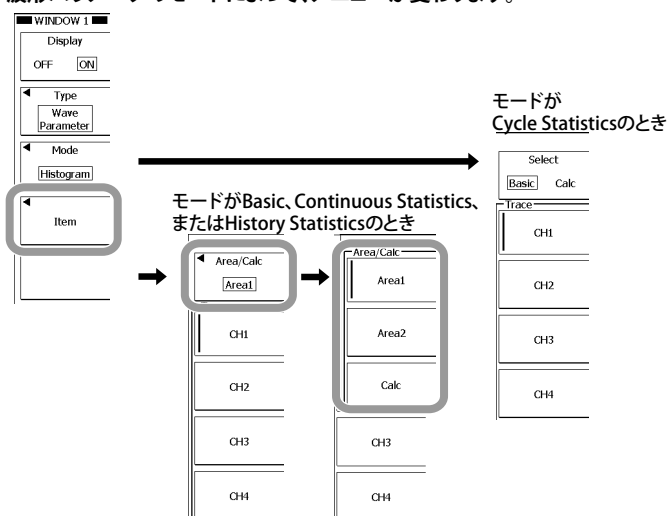 WINDOW 1
Display
OFF ON
Type
Wave
Parameter
Mode
Histogram
Item
モードがBasic、Continuous Statistics、
またはHistory Statisticsのとき
Area/Calc
Area1
CH1
CH2
CH3
CH4
Area/Calc
Area1
Area2
Calc
CH3
CH4
モードが
Cycle Statisticsのとき
Select
Basic Calc
Trace
CH1
CH2
CH3
CH4